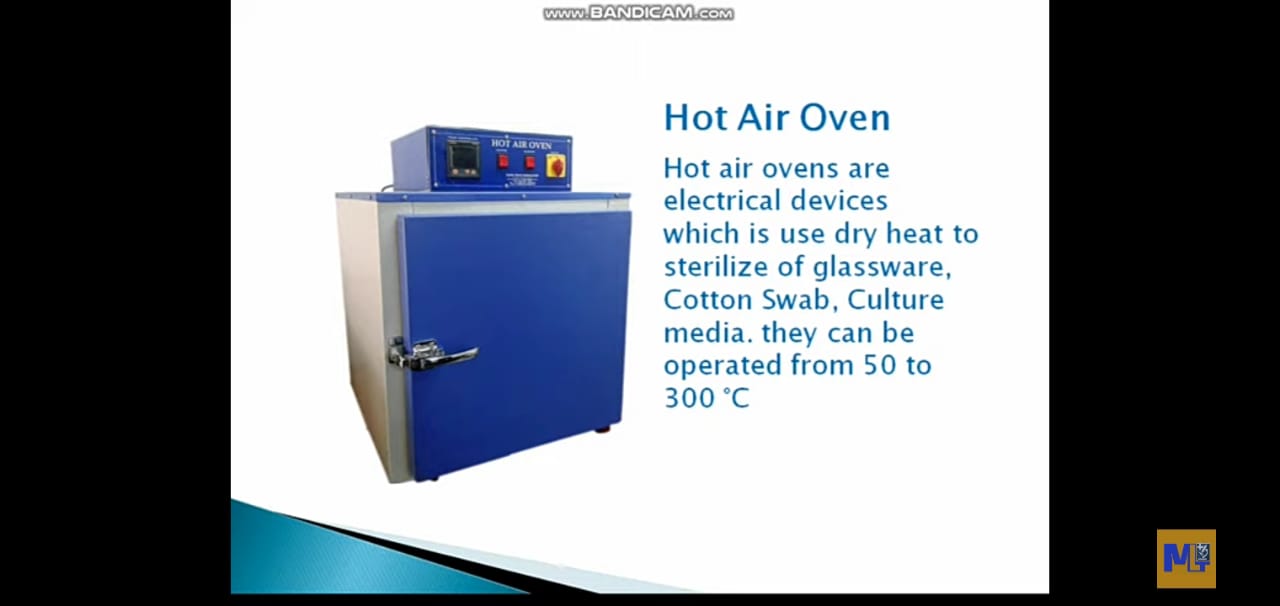 www.BANDICAM.com
Hot Air Oven
Hot air ovens are
electrical devices
which is use dry heat to
sterilize of glassware,
Cotton Swab, Culture
media. they can be
operated from 50 to
300 °C
HOT AIR OVEN
MLT